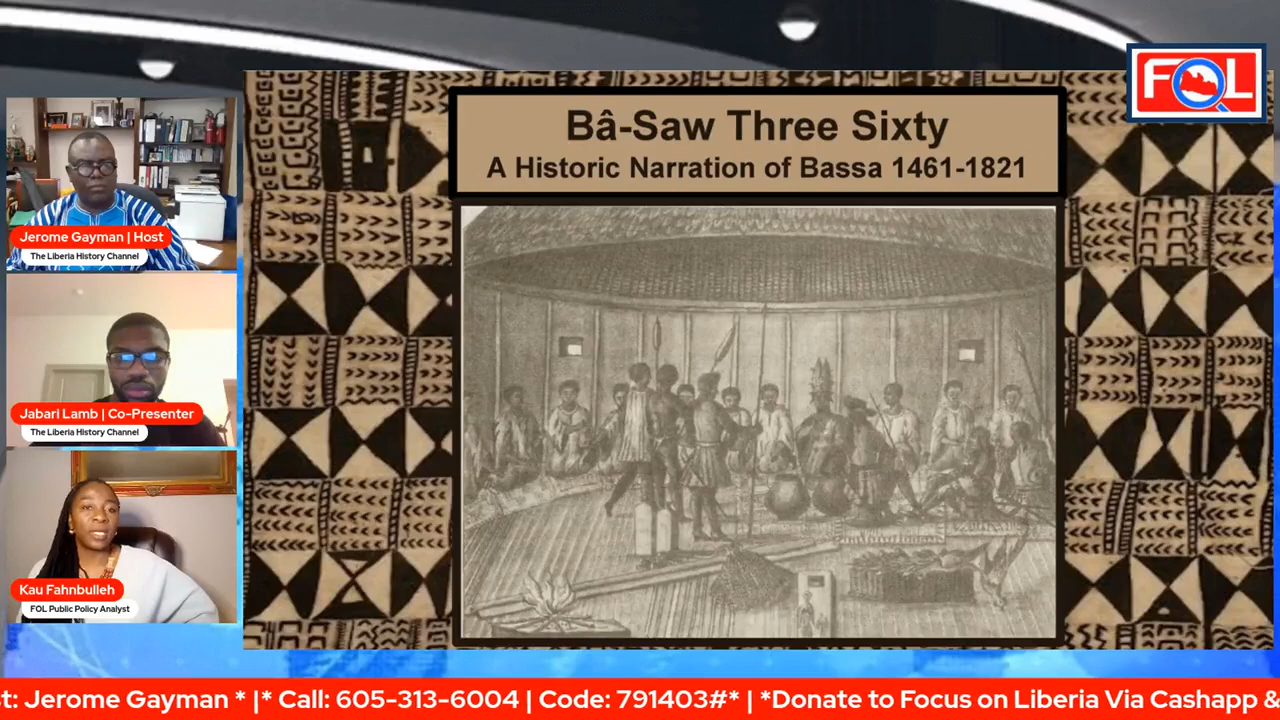 FOL
Bâ-Saw Three Sixty
A Historic Narration of Bassa 1461-1821
Jerome Gayman | Host
The Liberia History Channel
Jabari Lamb | Co-Presenter
The Liberia History Channel
Kau Fahnbulleh
FOL Public Policy Analyst
t: Jerome Gayman * |* Call: 605-313-6004 | Code: 791403#* | *Donate to Focus on Liberia Via Cashapp &